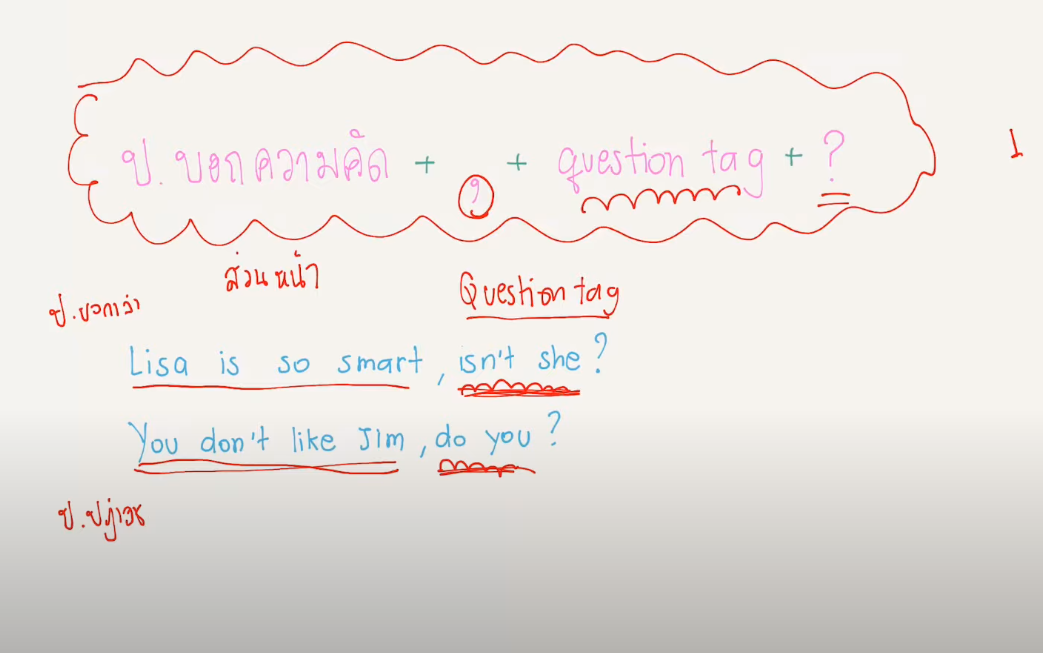 ป.บอกความคิด + , + question tag + ?
1
ส่วนหน้า
Question tag
ป.บอกเล่า
Lisa is so smart, isn't she?
You don't like Jim, do you?
ป.ปฏิเสธ